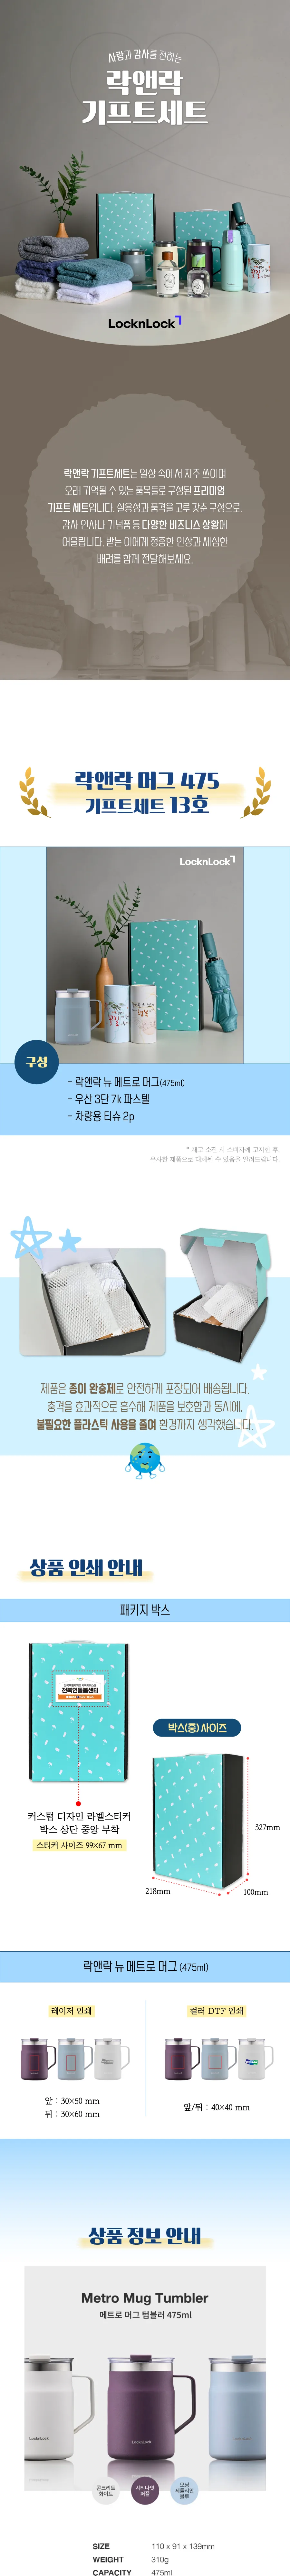 사랑과 감사를 전하는
락앤락
기프트세트
LocknLock
락앤락 기프트세트는 일상 속에서 자주 쓰이며
오래 기억될 수 있는 품목들로 구성된 프리미엄
기프트 세트입니다. 실용성과 품격을 고루 갖춘 구성으로,
감사 인사나 기념품 등 다양한 비즈니스 상황에
어울립니다. 받는 이에게 정중한 인상과 세심한
배려를 함께 전달해보세요.
락앤락 머그 475
기프트세트 13호
LocknLock
구성
- 락앤락 뉴 메트로 머그(475ml)
- 우산 3단 7k 파스텔
- 차량용 티슈 2p
* 재고 소진 시 소비자께 고지한 후,
유사한 제품으로 대체될 수 있음을 알려드립니다.
제품은 종이 완충제로 안전하게 포장되어 배송됩니다.
충격을 효과적으로 흡수해 제품을 보호함과 동시에,
불필요한 플라스틱 사용을 줄여 환경까지 생각했습니다.
상품 인쇄 안내
패키지 박스
전북인돌봄센터
박스(중) 사이즈
커스텀 디자인 라벨스티커
박스 상단 중앙 부착
스티커 사이즈 99×67 mm
327mm
218mm
100mm
락앤락 뉴 메트로 머그 (475ml)
레이저 인쇄
컬러 DTF 인쇄
앞 : 30×50 mm
뒤 : 30×60 mm
앞/뒤 : 40×40 mm
상품 정보 안내
Metro Mug Tumbler
메트로 머그 텀블러 475ml
LocknLock
LocknLock
LocknLock
콘크리트
화이트
사티나잇
퍼플
모닝
세룰리안
블루
SIZE 110 x 91 x 139mm
WEIGHT 310g
CAPACITY 475ml